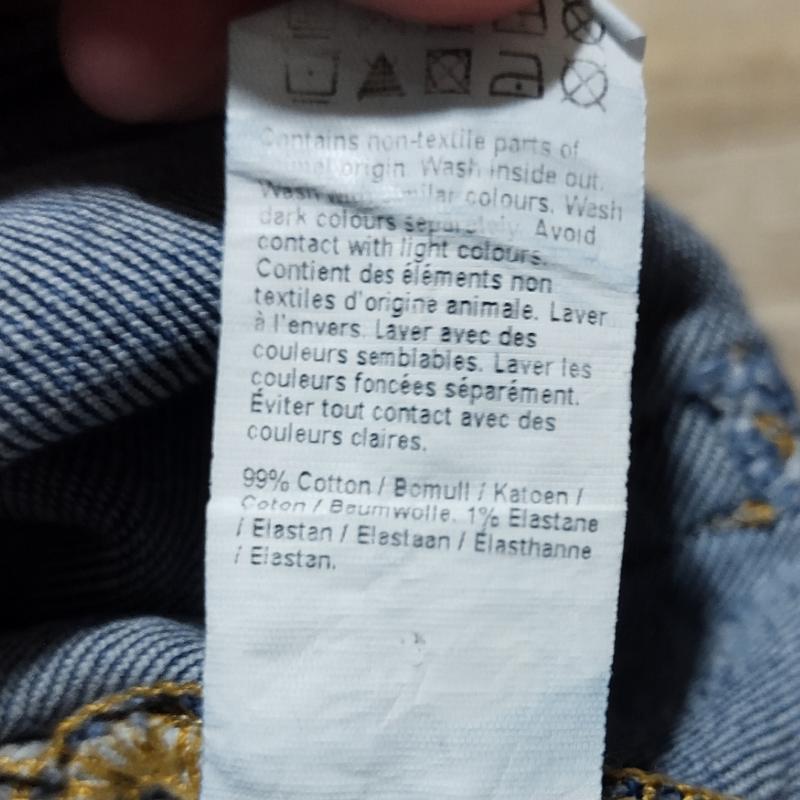 Contains non-textile parts of
animal origin. Wash inside out.
Wash with similar colours. Wash
dark colours separately. Avoid
contact with light colours.
Contient des éléments non
textiles d'origine animale. Laver
à l'envers. Laver avec des
couleurs semblables. Laver les
couleurs foncées séparément.
Éviter tout contact avec des
couleurs claires.
99% Cotton / Bomull / Katoen /
Coton / Baumwolle. 1% Elastane
/ Elastan / Elastaan / Élasthanne
/ Elastan.